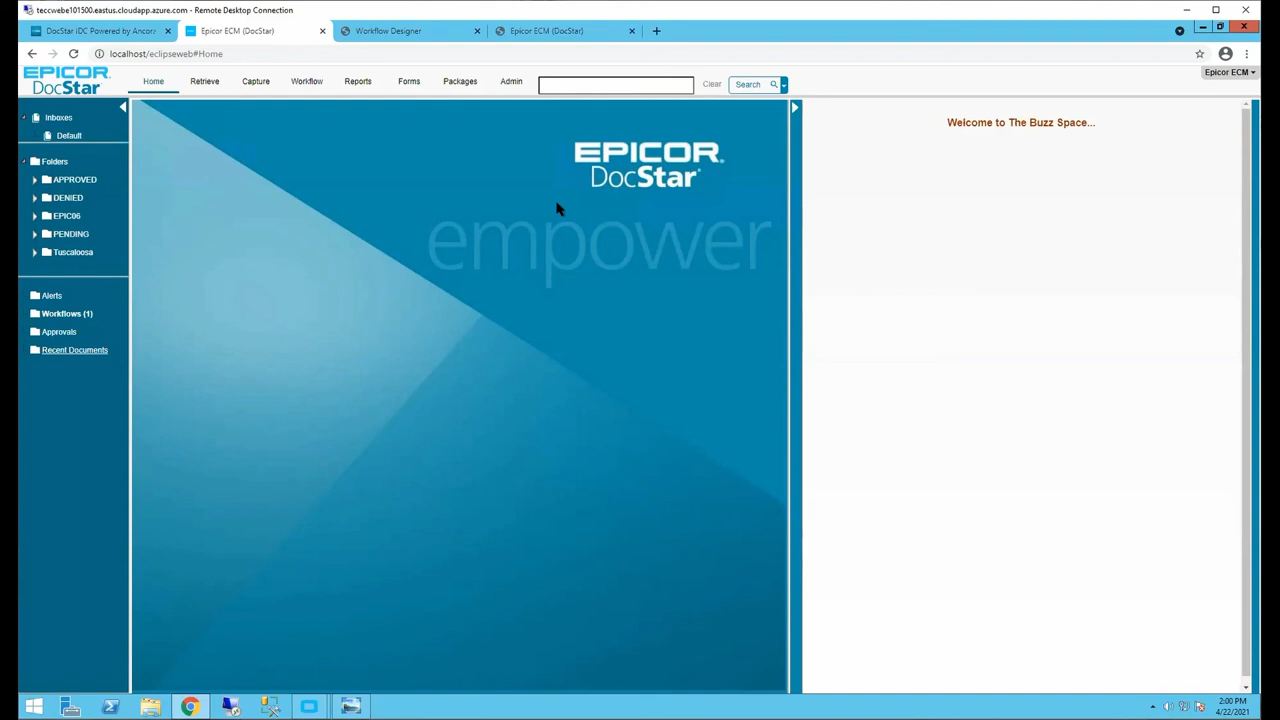 teccwebe101500.eastus.cloudapp.azure.com - Remote Desktop Connection
DocStar iDC Powered by Ancora
Epicor ECM (DocStar)
Workflow Designer
Epicor ECM (DocStar)
localhost/eclipseweb#Home
EPICOR
DocStar
Home
Retrieve
Capture
Workflow
Reports
Forms
Packages
Admin
Clear
Search
Epicor ECM
Inboxes
Default
Folders
APPROVED
DENIED
EPIC06
PENDING
Tuscaloosa
Alerts
Workflows (1)
Approvals
Recent Documents
EPICOR
DocStar
empower
Welcome to The Buzz Space...
2:00 PM
4/22/2021